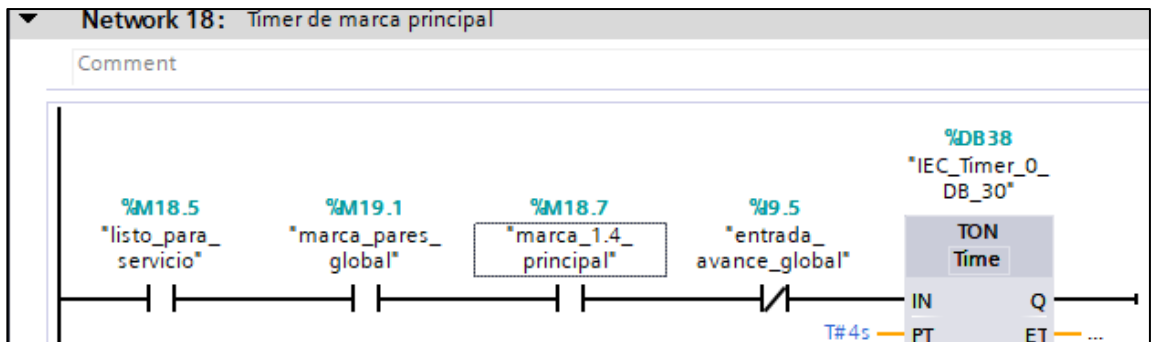 Network 18: Timer de marca principal
Comment
%DB38
"IEC_Timer_0_
DB_30"
%M18.5
"listo_para_
servicio"
%M19.1
"marca_pares_
global"
%M18.7
"marca_1.4_
principal"
%I9.5
"entrada_
avance_global"
TON
Time
IN Q
T#4s PT ET ...